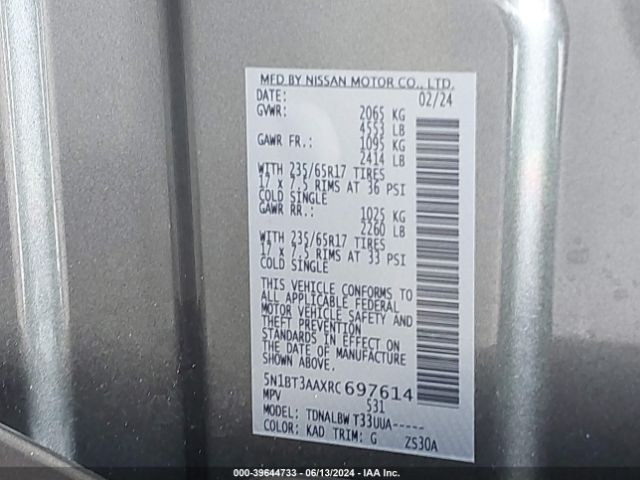 MFD BY NISSAN MOTOR CO., LTD.
DATE: 02/24
GVWR: 2065 KG
4553 LB
GAWR FR.: 1095 KG
2414 LB
WITH 235/65R17 TIRES
17 x 7.5 RIMS AT 36 PSI
COLD SINGLE
GAWR RR.: 1025 KG
2260 LB
WITH 235/65R17 TIRES
17 x 7.5 RIMS AT 33 PSI
COLD SINGLE
THIS VEHICLE CONFORMS TO
ALL APPLICABLE FEDERAL
MOTOR VEHICLE SAFETY AND
THEFT PREVENTION
STANDARDS IN EFFECT ON
THE DATE OF MANUFACTURE
SHOWN ABOVE.
5N1BT3AAXRC697614
MPV 531
MODEL: TDNALBW T33UUA-----
COLOR: KAD TRIM: G ZS30A
000-39644733 - 06/13/2024 - IAA Inc.